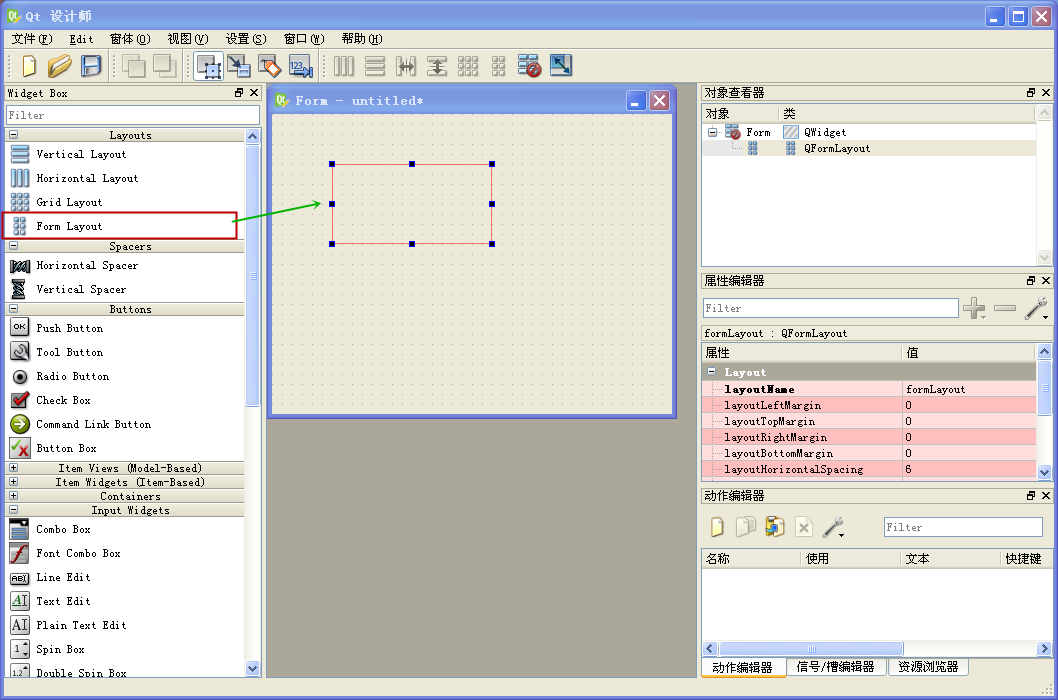 Qt 设计师
文件(F) Edit 窗体(O) 视图(V) 设置(S) 窗口(W) 帮助(H)
Widget Box
Filter
Layouts
Vertical Layout
Horizontal Layout
Grid Layout
Form Layout
Spacers
Horizontal Spacer
Vertical Spacer
Buttons
OK Push Button
Tool Button
Radio Button
Check Box
Command Link Button
Button Box
Item Views (Model-Based)
Item Widgets (Item-Based)
Containers
Input Widgets
Combo Box
Font Combo Box
ABI Line Edit
AI Text Edit
AI Plain Text Edit
1 Spin Box
1.2 Double Spin Box
Form - untitled*
对象查看器
对象 类
Form QWidget
QFormLayout
属性编辑器
Filter
formLayout : QFormLayout
属性 值
Layout
layoutName formLayout
layoutLeftMargin 0
layoutTopMargin 0
layoutRightMargin 0
layoutBottomMargin 0
layoutHorizontalSpacing 6
动作编辑器
Filter
名称 使用 文本 快捷键
动作编辑器 信号/槽编辑器 资源浏览器